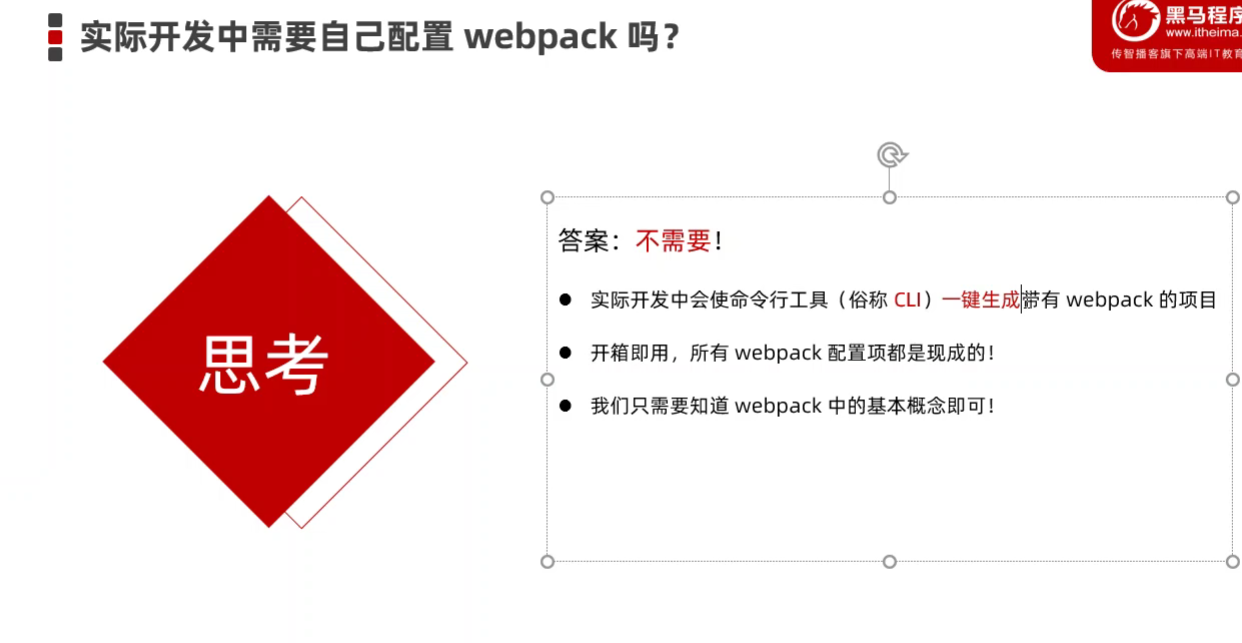 实际开发中需要自己配置 webpack 吗？
黑马程序
www.itheima.
传智播客旗下高端IT教育
思考
答案：不需要！
● 实际开发中会使命令行工具（俗称 CLI）一键生成带有 webpack 的项目
● 开箱即用，所有 webpack 配置项都是现成的！
● 我们只需要知道 webpack 中的基本概念即可！